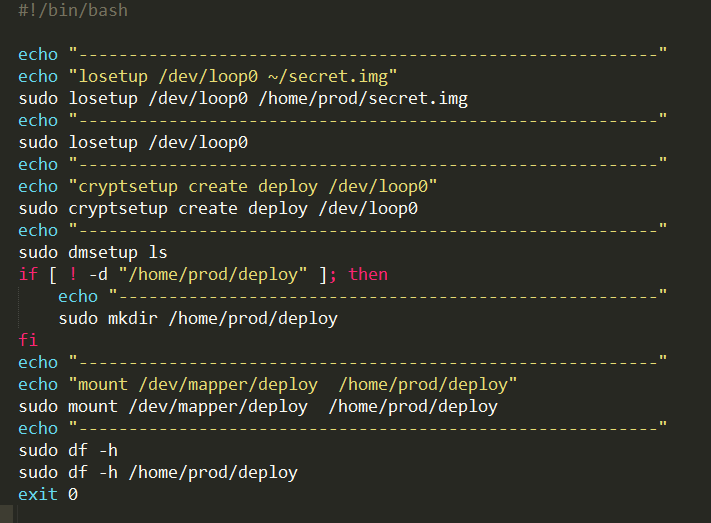 #!/bin/bash
echo "----------------------------------------------------------"
echo "losetup /dev/loop0 ~/secret.img"
sudo losetup /dev/loop0 /home/prod/secret.img
echo "----------------------------------------------------------"
sudo losetup /dev/loop0
echo "----------------------------------------------------------"
echo "cryptsetup create deploy /dev/loop0"
sudo cryptsetup create deploy /dev/loop0
echo "----------------------------------------------------------"
sudo dmsetup ls
if [ ! -d "/home/prod/deploy" ]; then
    echo "------------------------------------------------------"
    sudo mkdir /home/prod/deploy
fi
echo "----------------------------------------------------------"
echo "mount /dev/mapper/deploy  /home/prod/deploy"
sudo mount /dev/mapper/deploy  /home/prod/deploy
echo "----------------------------------------------------------"
sudo df -h
sudo df -h /home/prod/deploy
exit 0